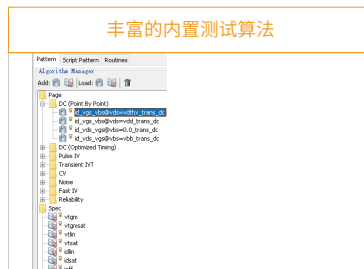 丰富的内置测试算法
Pattern Script Pattern Routines
Algorithm Manager
Add: Load:
Page
DC (Point By Point)
id_vgs_vbs@vds=vdthx_trans_dc
id_vgs_vbs@vds=vdd_trans_dc
id_vds_vgs@vbs=0.0_trans_dc
id_vds_vgs@vbs=vbb_trans_dc
DC (Optimized Timing)
Pulse IV
Transient IVT
CV
Noise
Fast IV
Reliability
Spec
vtgm
vtgmsat
vtlin
vtsat
idlin
idsat